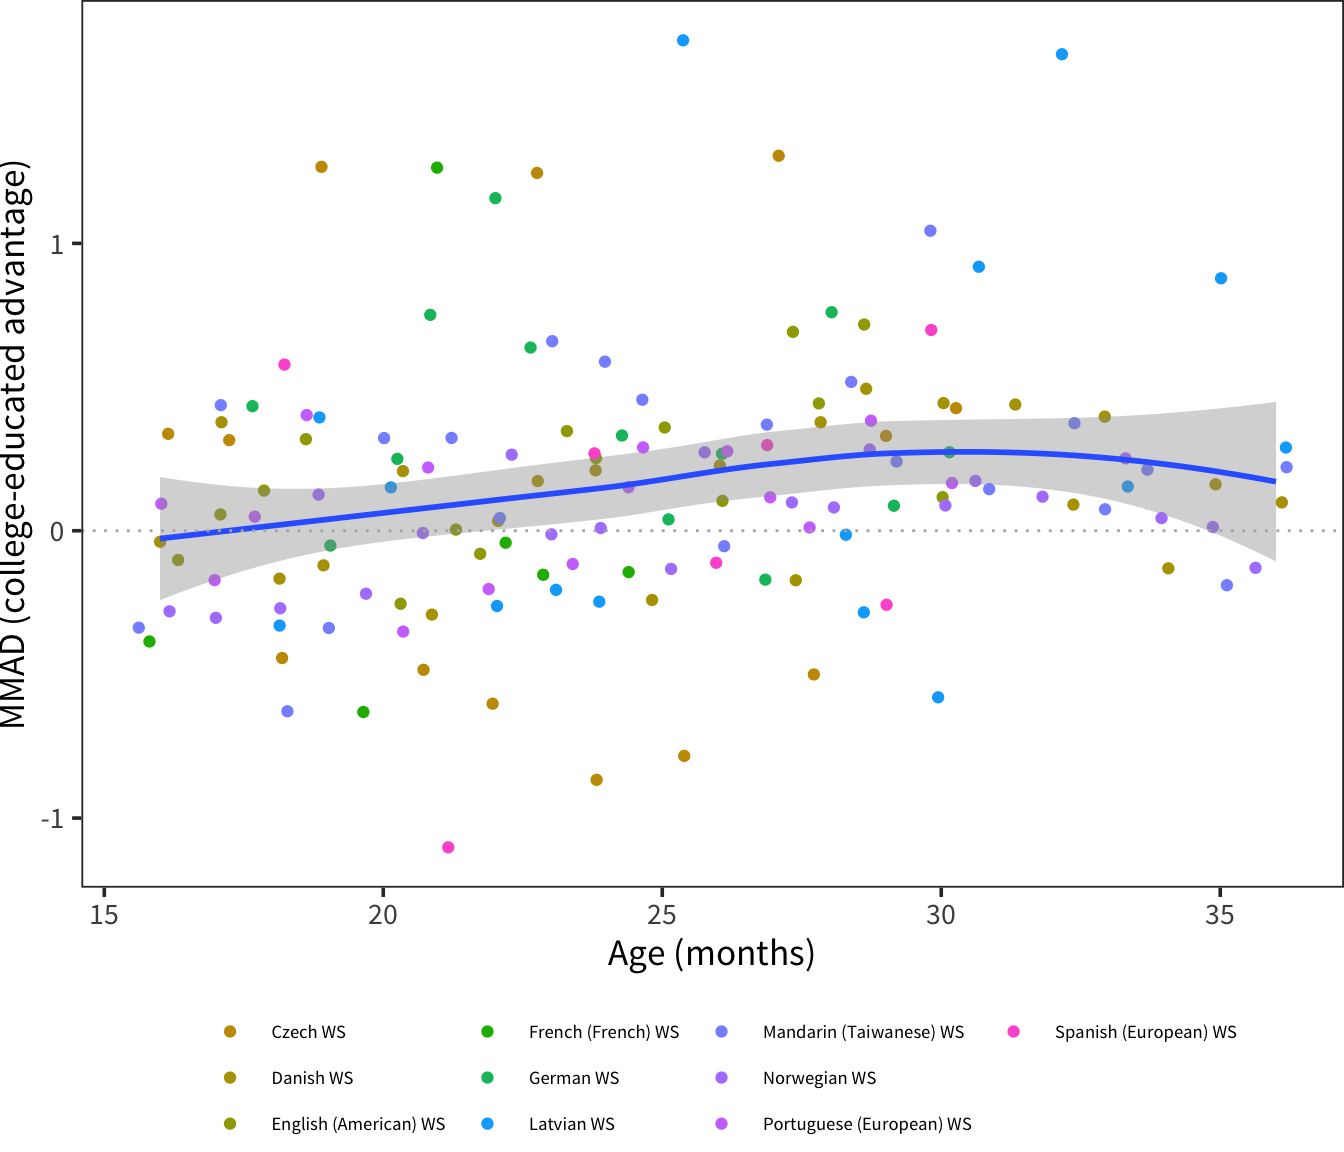 MMAD (college-educated advantage)
1
0
-1
15 20 25 30 35
Age (months)
Czech WS French (French) WS Mandarin (Taiwanese) WS Spanish (European) WS
Danish WS German WS Norwegian WS
English (American) WS Latvian WS Portuguese (European) WS